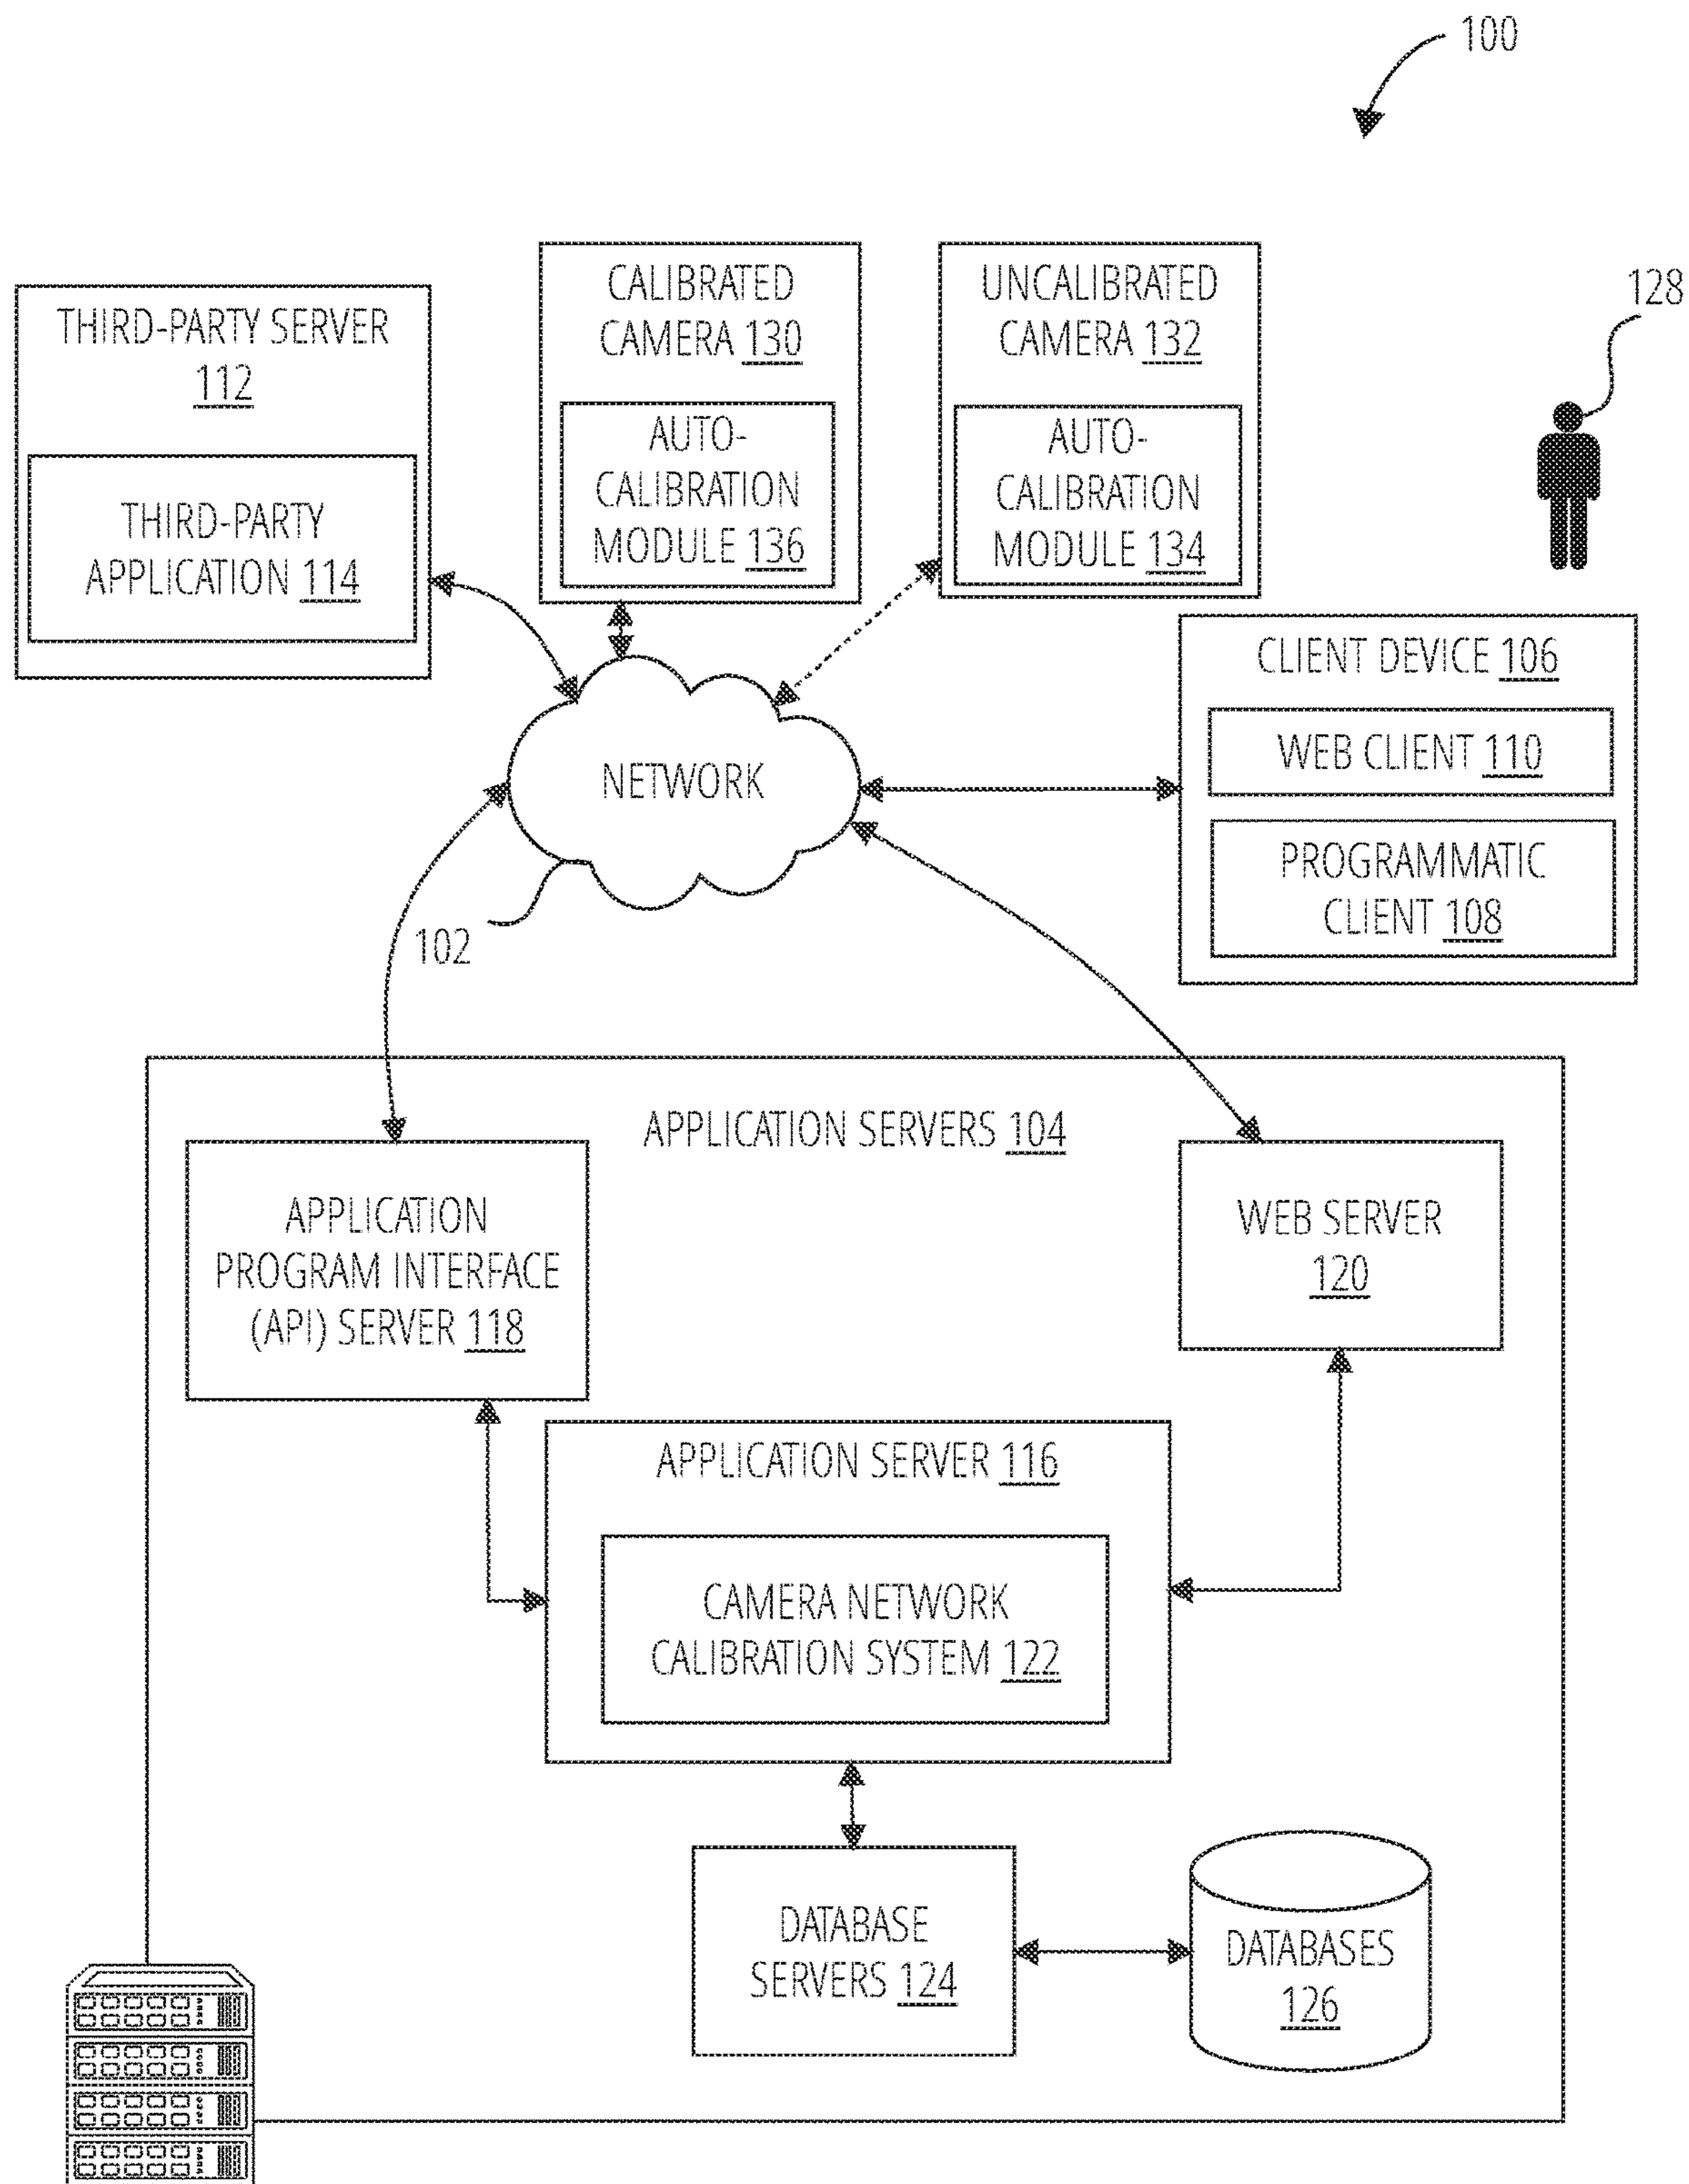 100
THIRD-PARTY SERVER
112
THIRD-PARTY
APPLICATION 114
CALIBRATED
CAMERA 130
AUTO-
CALIBRATION
MODULE 136
UNCALIBRATED
CAMERA 132
AUTO-
CALIBRATION
MODULE 134
128
CLIENT DEVICE 106
WEB CLIENT 110
PROGRAMMATIC
CLIENT 108
NETWORK
102
APPLICATION SERVERS 104
APPLICATION
PROGRAM INTERFACE
(API) SERVER 118
WEB SERVER
120
APPLICATION SERVER 116
CAMERA NETWORK
CALIBRATION SYSTEM 122
DATABASE
SERVERS 124
DATABASES
126